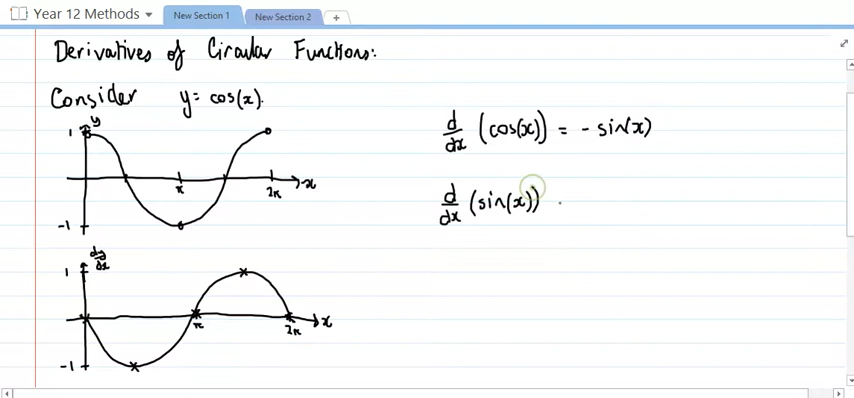 Year 12 Methods
New Section 1
New Section 2
+
Derivatives of Circular Functions:
Consider y = cos(x).
y
1
π
2π
x
-1
d/dx (cos(x)) = - sin(x)
d/dx (sin(x))
dy/dx
1
π
2π
x
-1